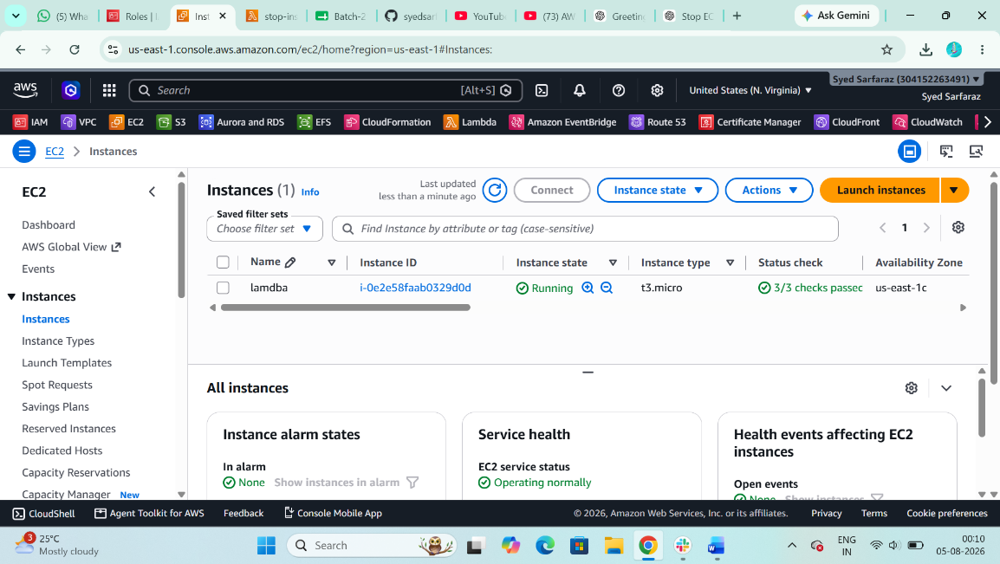 (5) Wha
Roles | I
Inst
stop-ins
Batch-2
syedsar
YouTube
(73) AW
Greeting
Stop EC
Ask Gemini
us-east-1.console.aws.amazon.com/ec2/home?region=us-east-1#Instances:
aws
Search
[Alt+S]
United States (N. Virginia)
Syed Sarfaraz (304152263491)
Syed Sarfaraz
IAM VPC EC2 S3 Aurora and RDS EFS CloudFormation Lambda Amazon EventBridge Route 53 Certificate Manager CloudFront CloudWatch
EC2 Instances
EC2
Dashboard
AWS Global View
Events
Instances
Instances
Instance Types
Launch Templates
Spot Requests
Savings Plans
Reserved Instances
Dedicated Hosts
Capacity Reservations
Capacity Manager New
Instances (1) Info
Last updated
less than a minute ago
Connect
Instance state
Actions
Launch instances
Saved filter sets
Choose filter set
Find Instance by attribute or tag (case-sensitive)
1
Name Instance ID Instance state Instance type Status check Availability Zone
lamdba i-0e2e58faab0329d0d Running t3.micro 3/3 checks passec us-east-1c
All instances
Instance alarm states
In alarm
None Show instances in alarm
Service health
EC2 service status
Operating normally
Health events affecting EC2
instances
Open events
None Show instances
CloudShell Agent Toolkit for AWS Feedback Console Mobile App © 2026, Amazon Web Services, Inc. or its affiliates. Privacy Terms Cookie preferences
3
25°C
Mostly cloudy
Search
ENG
IN
00:10
05-08-2026